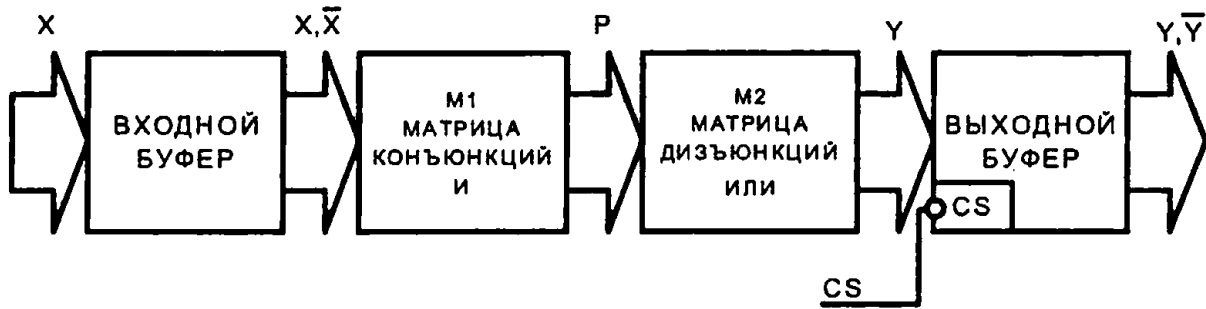 X
X, X̅
P
Y
Y, Y̅
ВХОДНОЙ
БУФЕР
М1
МАТРИЦА
КОНЪЮНКЦИЙ
И
М2
МАТРИЦА
ДИЗЪЮНКЦИЙ
ИЛИ
ВЫХОДНОЙ
БУФЕР
CS
CS